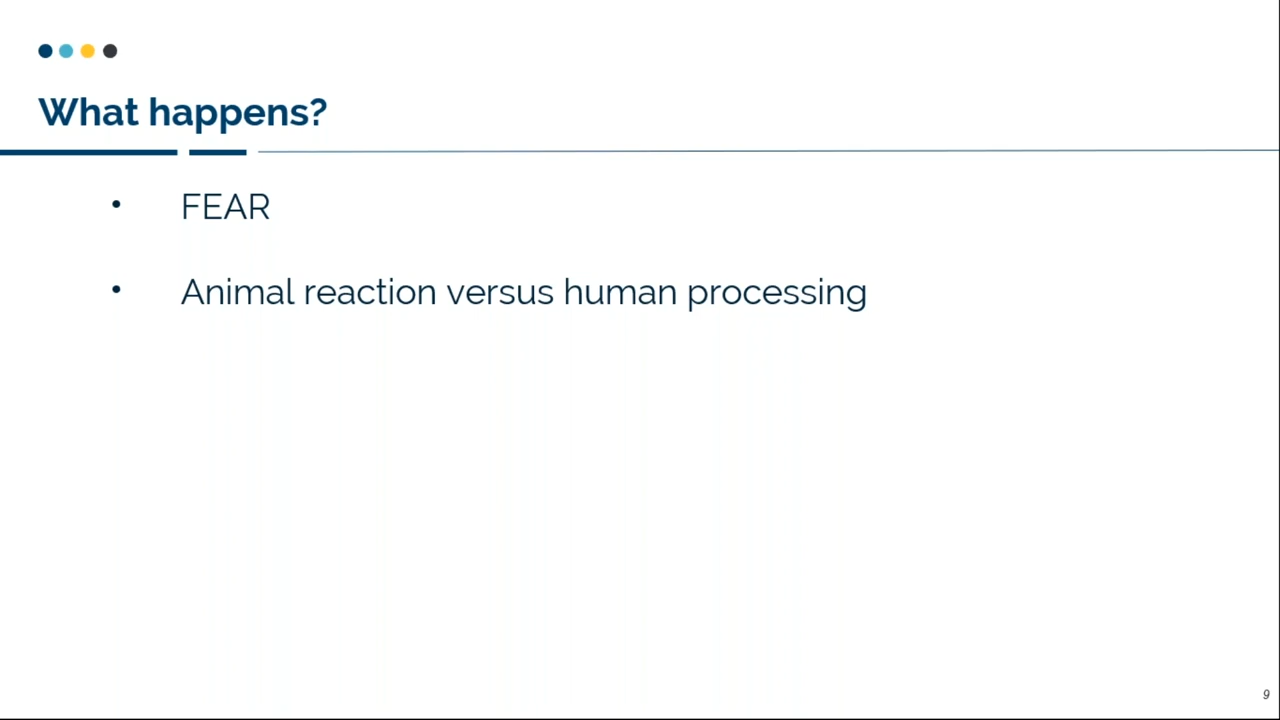 What happens?
• FEAR
• Animal reaction versus human processing
9